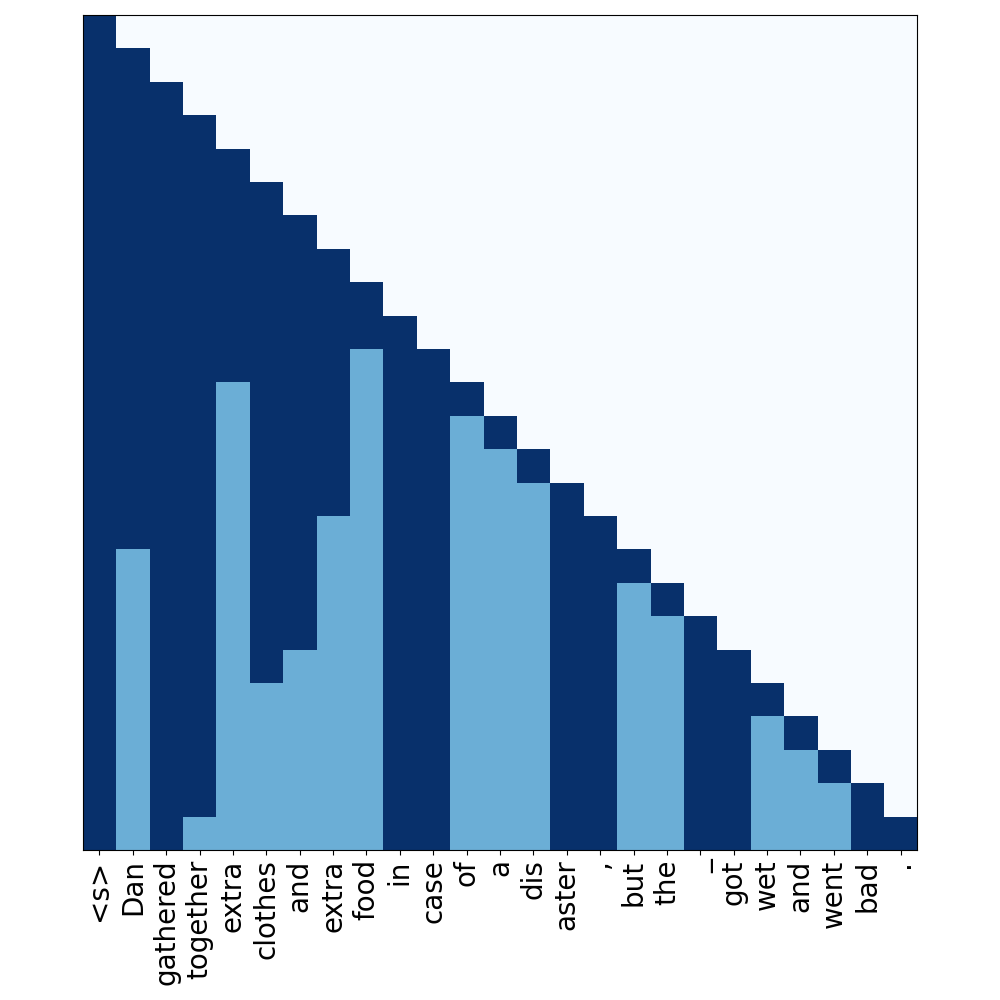 <s> Dan gathered together extra clothes and extra food in case of a dis aster , but the _ got wet and went bad .